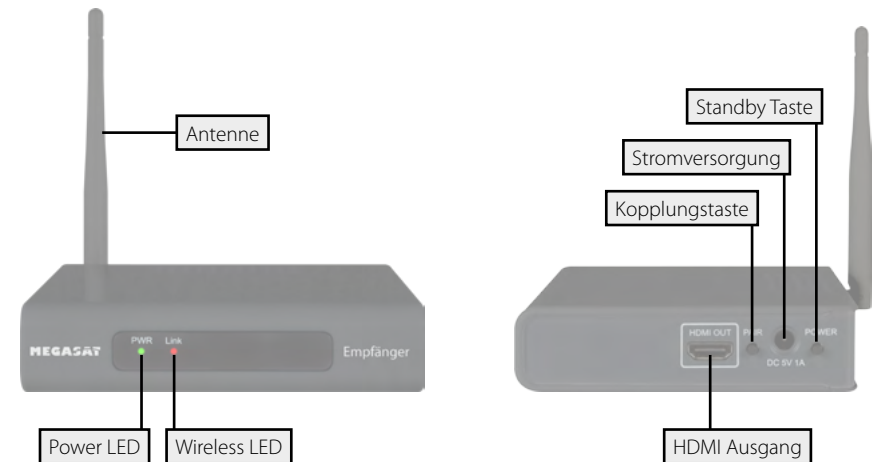 Antenne
MEGASAT
PWR Link
Empfänger
Power LED
Wireless LED
Standby Taste
Stromversorgung
Kopplungstaste
HDMI OUT
POWER
DC 5V 1A
HDMI Ausgang